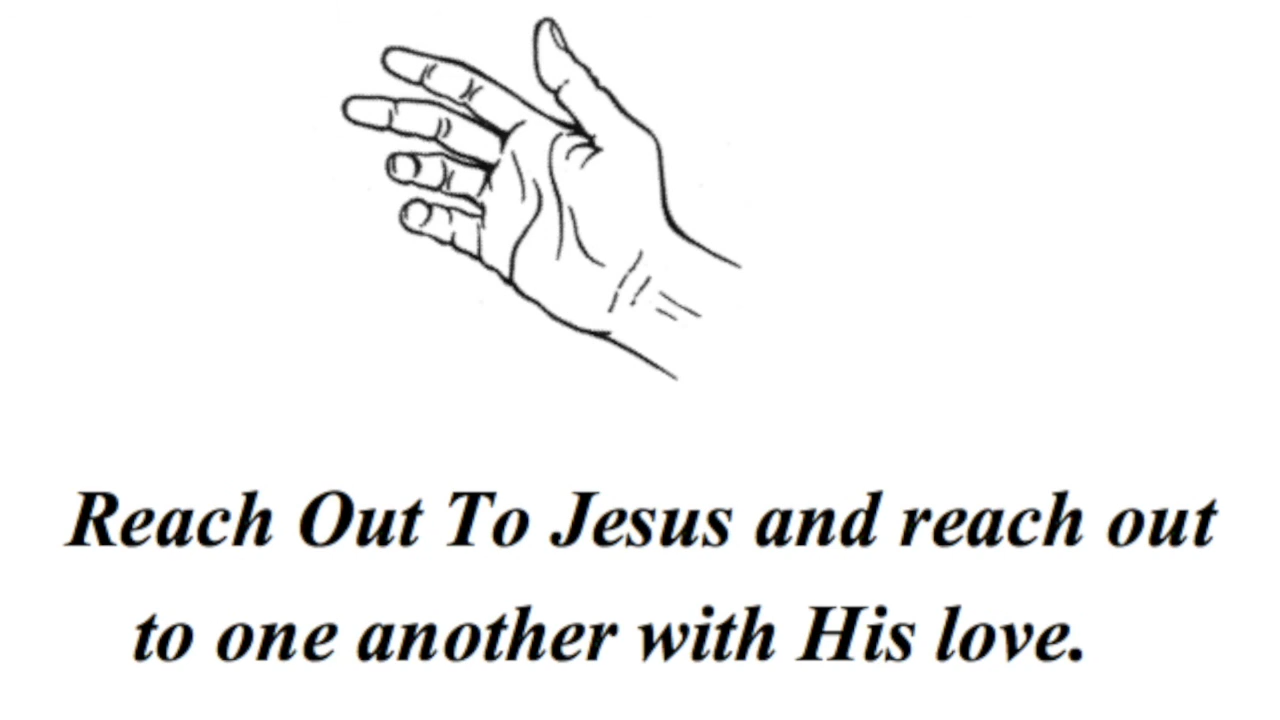 Reach Out To Jesus and reach out
to one another with His love.